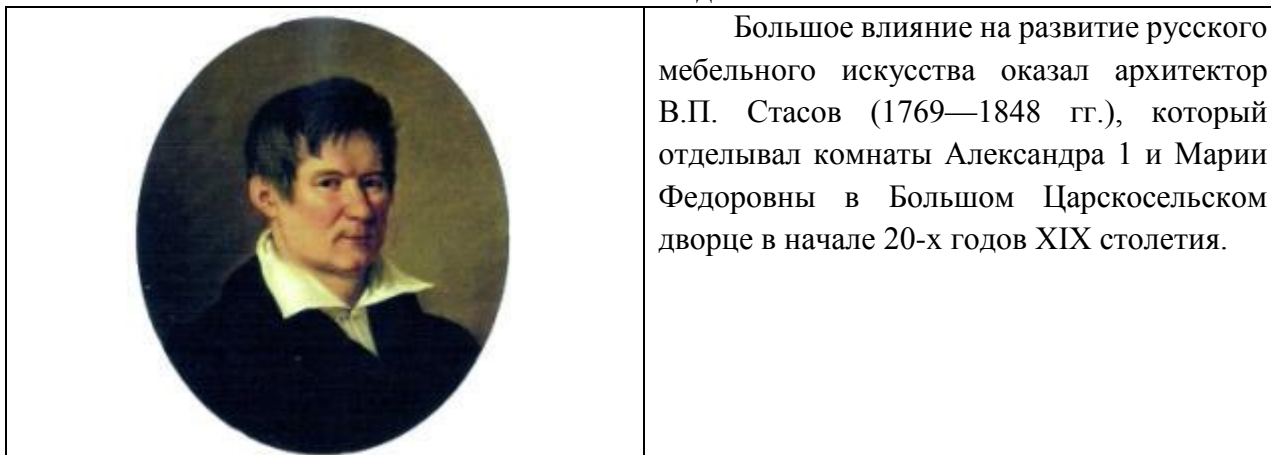 Большое влияние на развитие русского
мебельного искусства оказал архитектор
В.П. Стасов (1769—1848 гг.), который
отделывал комнаты Александра 1 и Марии
Федоровны в Большом Царскосельском
дворце в начале 20-х годов XIX столетия.